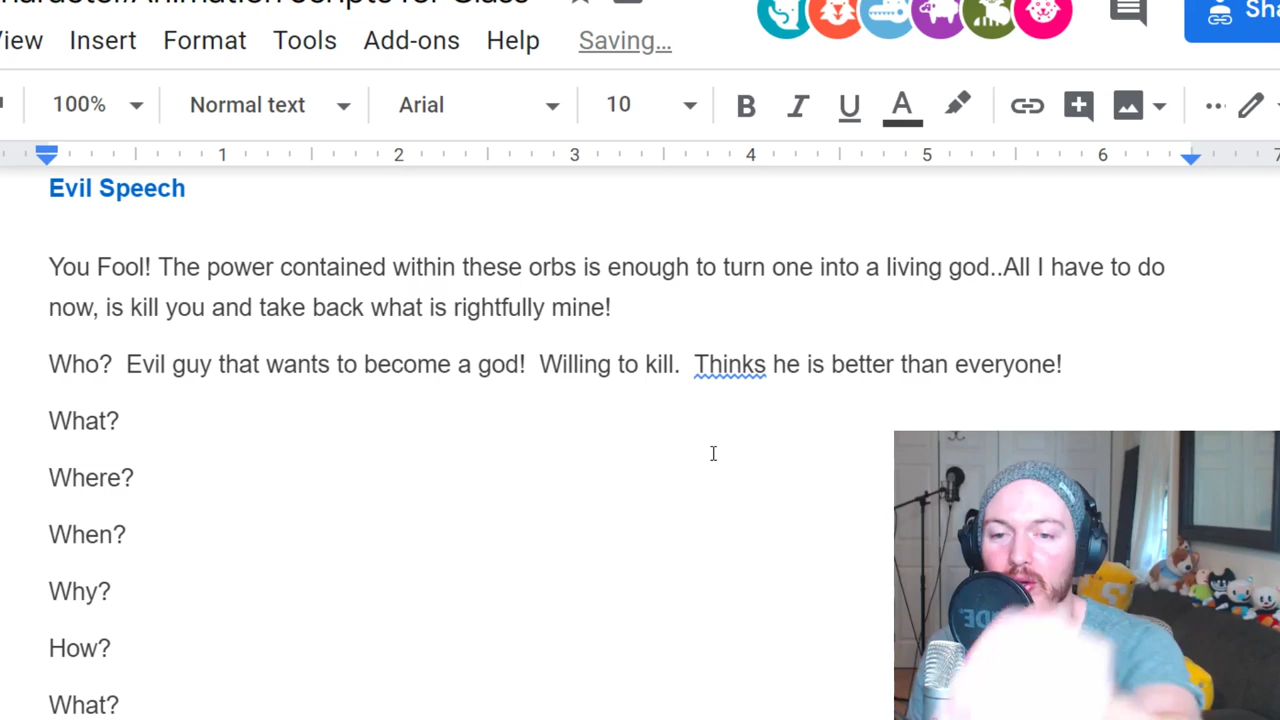 View Insert Format Tools Add-ons Help Saving...
100% Normal text Arial 10 B I U A
1 2 3 4 5 6 7
Evil Speech
You Fool! The power contained within these orbs is enough to turn one into a living god..All I have to do
now, is kill you and take back what is rightfully mine!
Who? Evil guy that wants to become a god! Willing to kill. Thinks he is better than everyone!
What?
Where?
When?
Why?
How?
What?